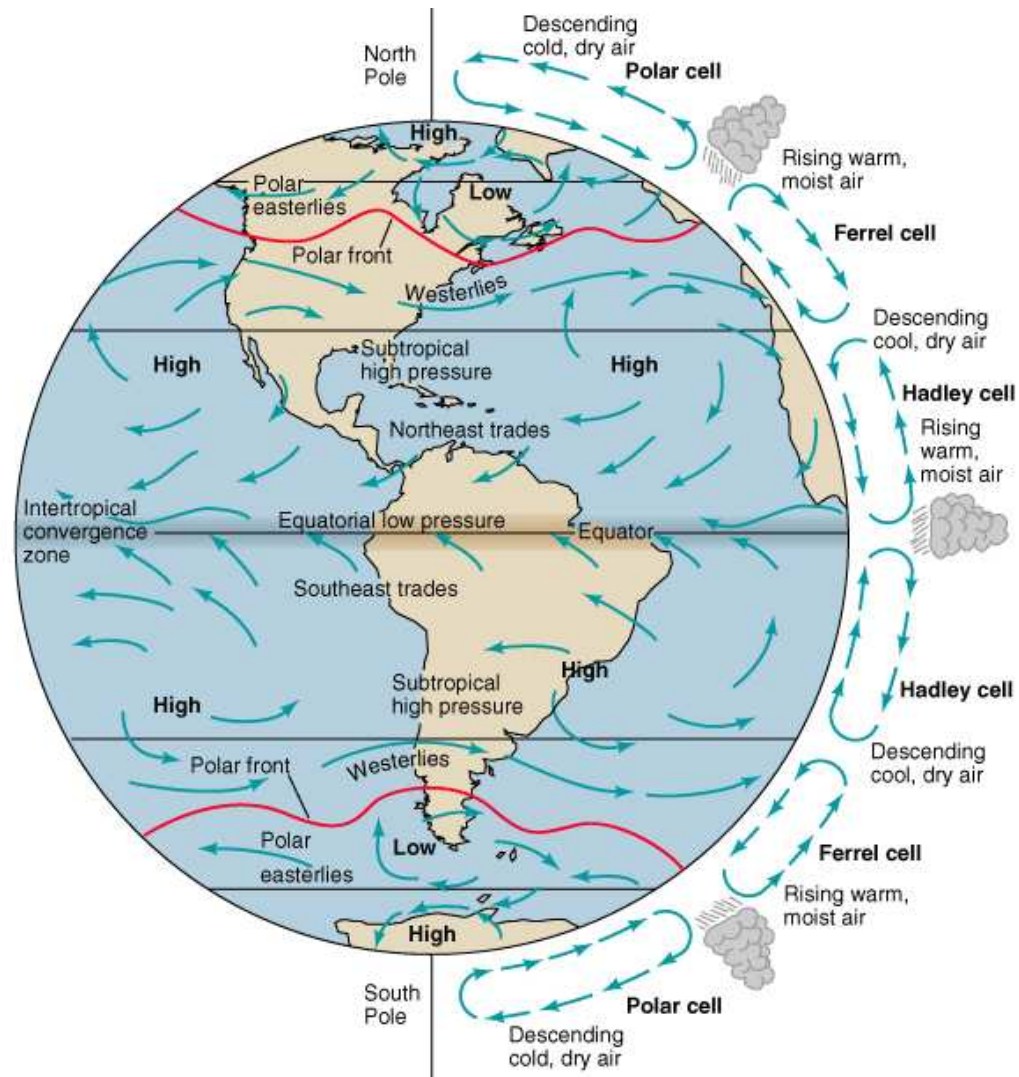 Descending
cold, dry air
North
Pole
Polar cell
High
Rising warm,
moist air
Polar
easterlies
Low
Ferrel cell
Polar front
Westerlies
Descending
cool, dry air
High
Subtropical
high pressure
High
Hadley cell
Northeast trades
Rising
warm,
moist air
Intertropical
convergence
zone
Equatorial low pressure
Equator
Southeast trades
High
Subtropical
high pressure
High
Hadley cell
Polar front
Westerlies
Descending
cool, dry air
Polar
easterlies
Low
Ferrel cell
Rising warm,
moist air
High
South
Pole
Polar cell
Descending
cold, dry air